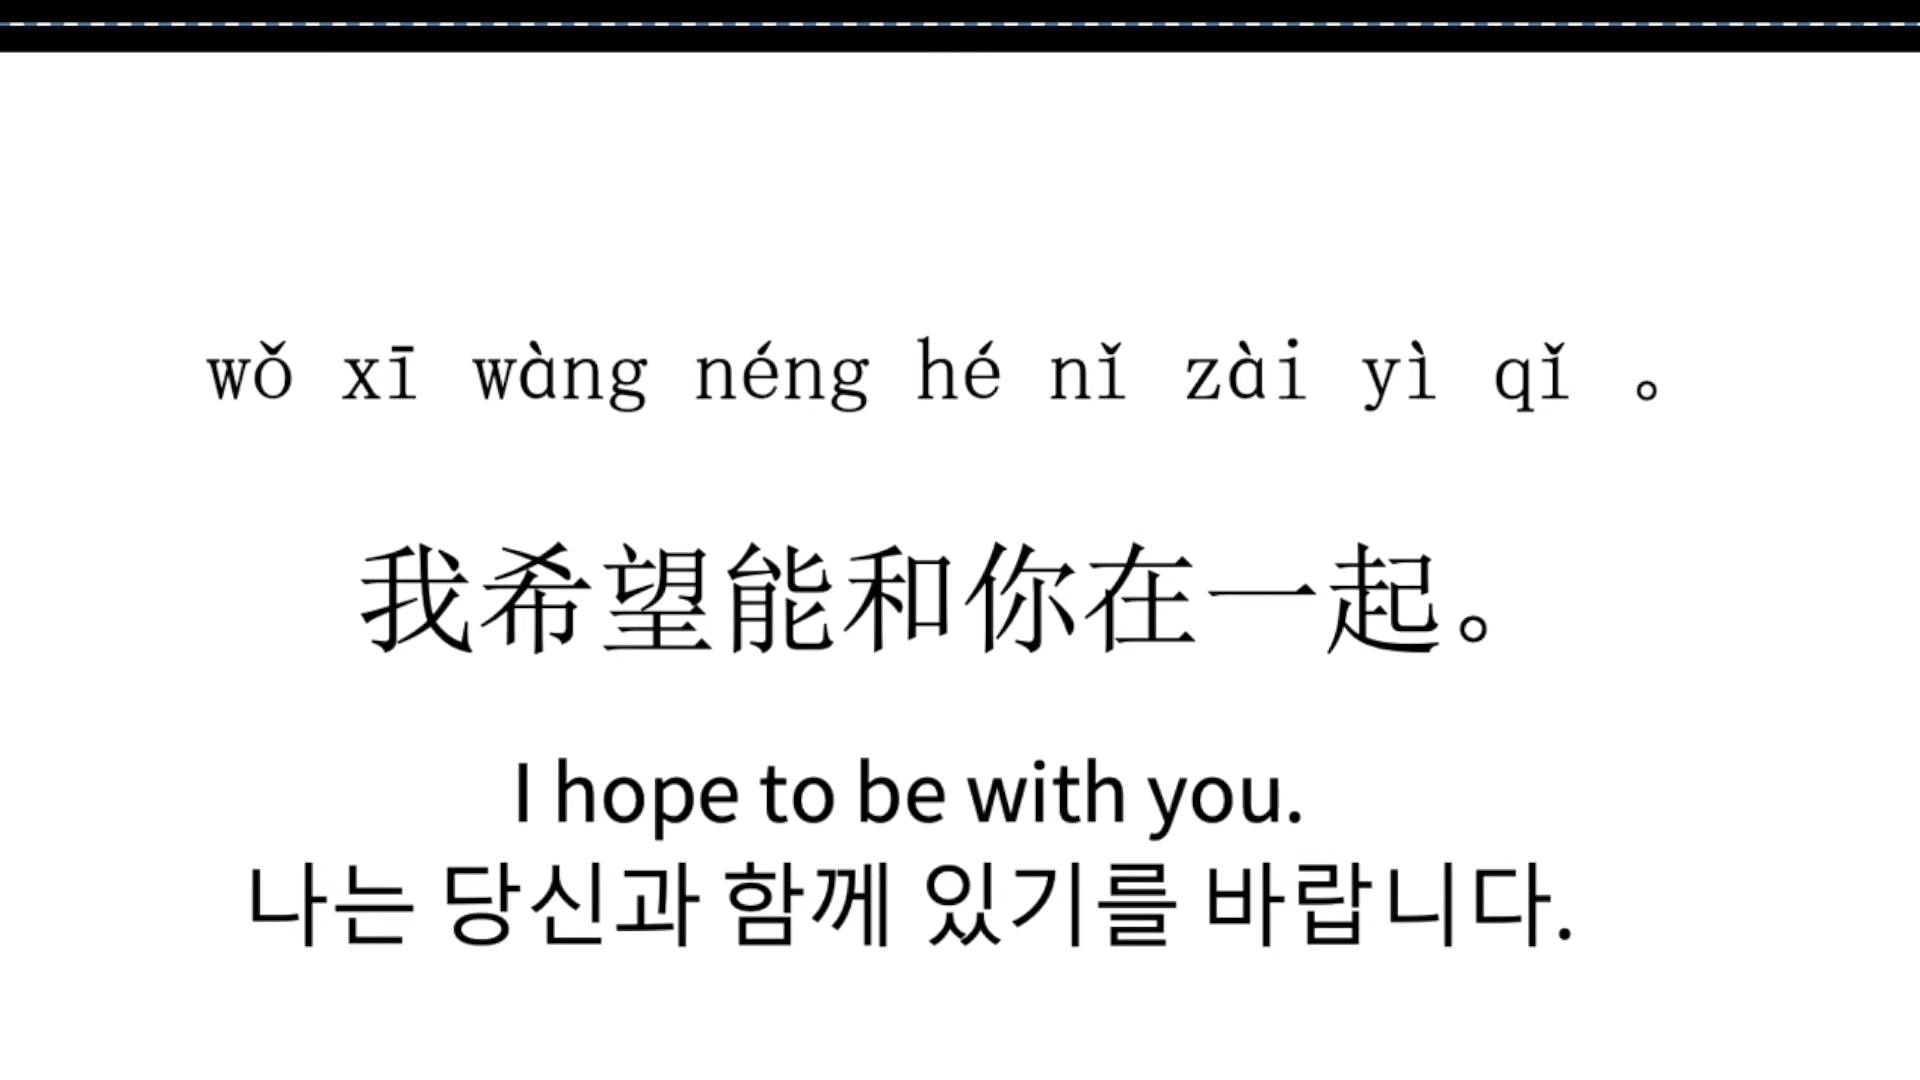 wǒ xī wàng néng hé nǐ zài yì qǐ 。
我希望能和你在一起。
I hope to be with you.
나는 당신과 함께 있기를 바랍니다.